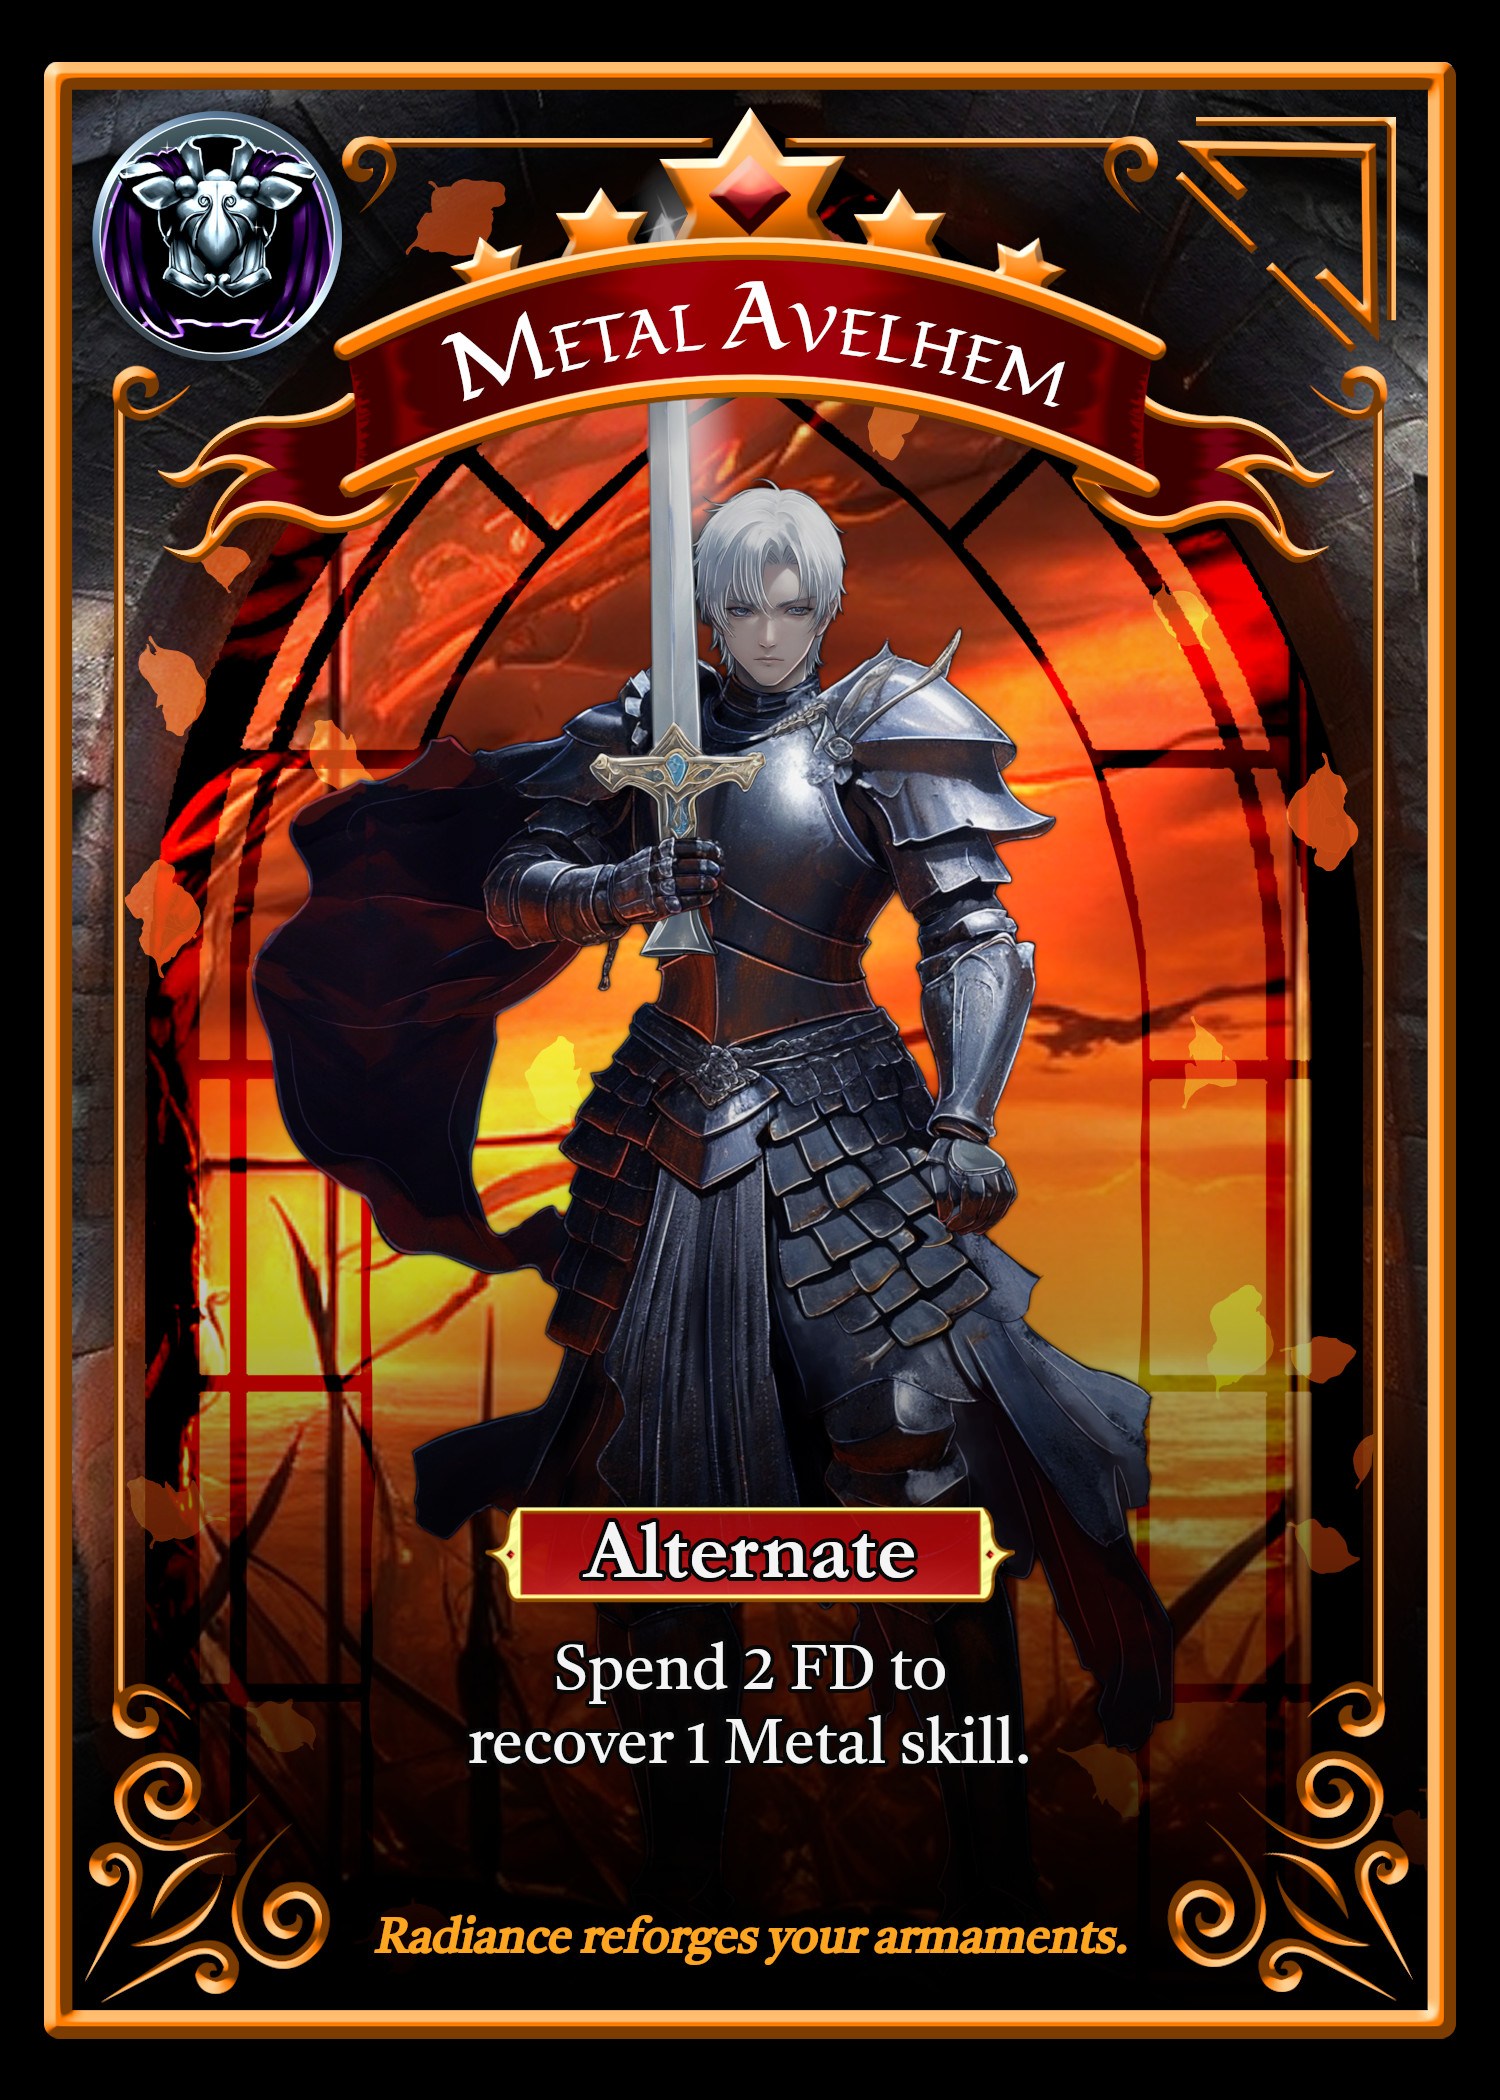 Metal Avelhem
Alternate
Spend 2 FD to
recover 1 Metal skill.
Radiance reforges your armaments.